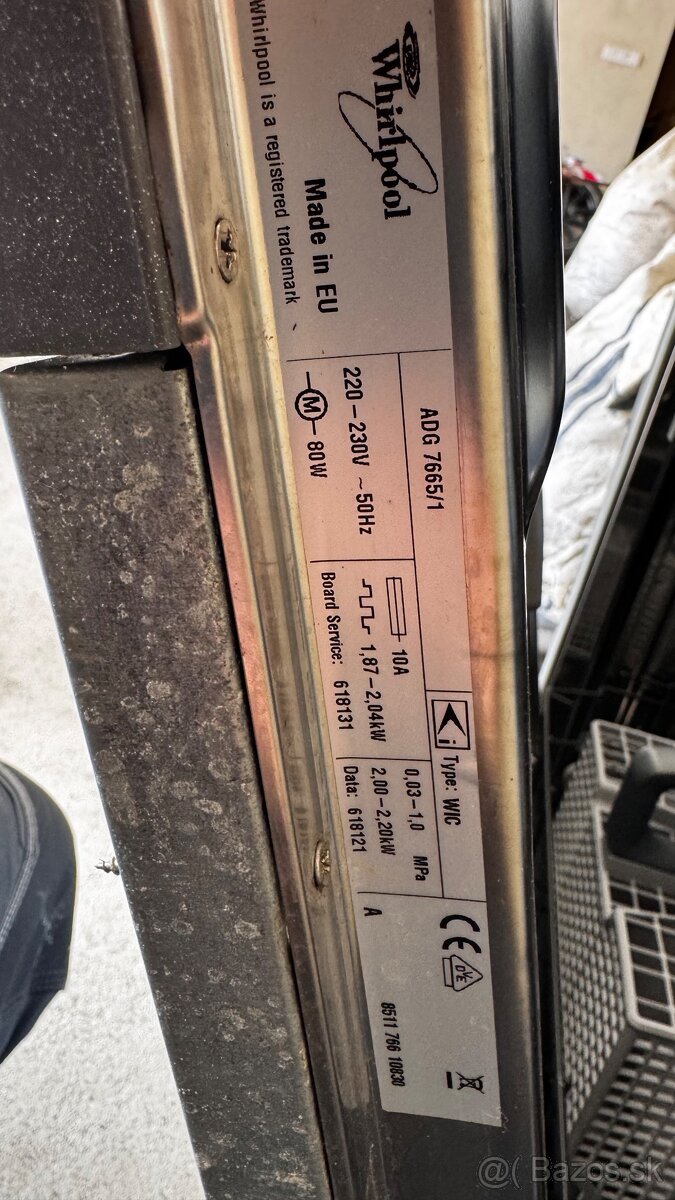 Whirlpool
Made in EU
Whirlpool is a registered trademark
ADG 7665/1
i Type: WIC
220–230V ~50Hz
M 80W
10A
1,87–2,04kW
Board Service: 618131
0,03–1,0 MPa
2,00–2,20kW
Data: 618121
CE
DVE
A
8511 766 10830
@( Bazos.sk